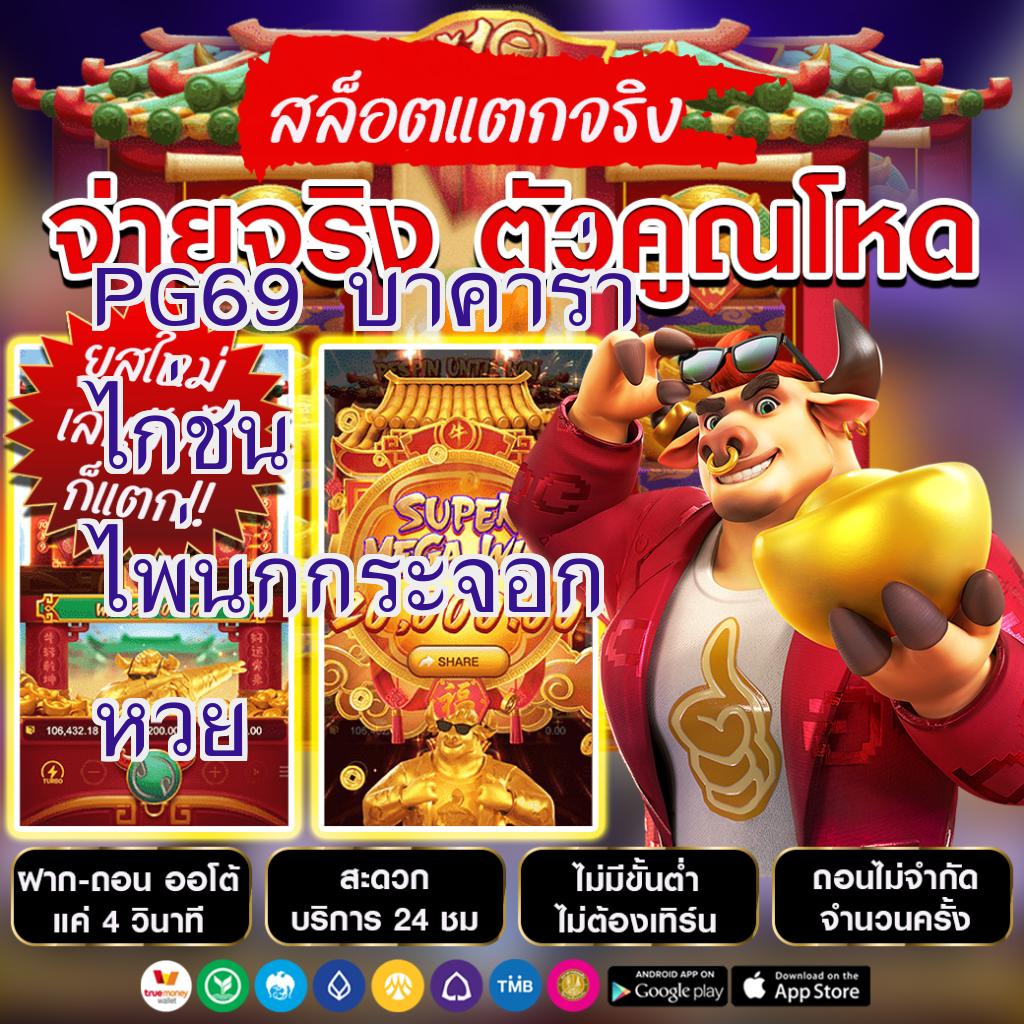 สล็อตแตกจริง
จ่ายจริง ตัวคูณโหด
PG69 บาคาร่า
ยูสใหม่
ไก่ชน
ก็แตก!!
SUPER
MEGA
ไพ่นกกระจอก
SHARE
หวย
106,432.18
TURBO
0.00
ฝาก-ถอน ออโต้
แค่ 4 วินาที
สะดวก
บริการ 24 ชม
ไม่มีขั้นต่ำ
ไม่ต้องเทิร์น
ถอนไม่จำกัด
จำนวนครั้ง
truemoney
wallet
TMB
ANDROID APP ON
Google play
Download on the
App Store